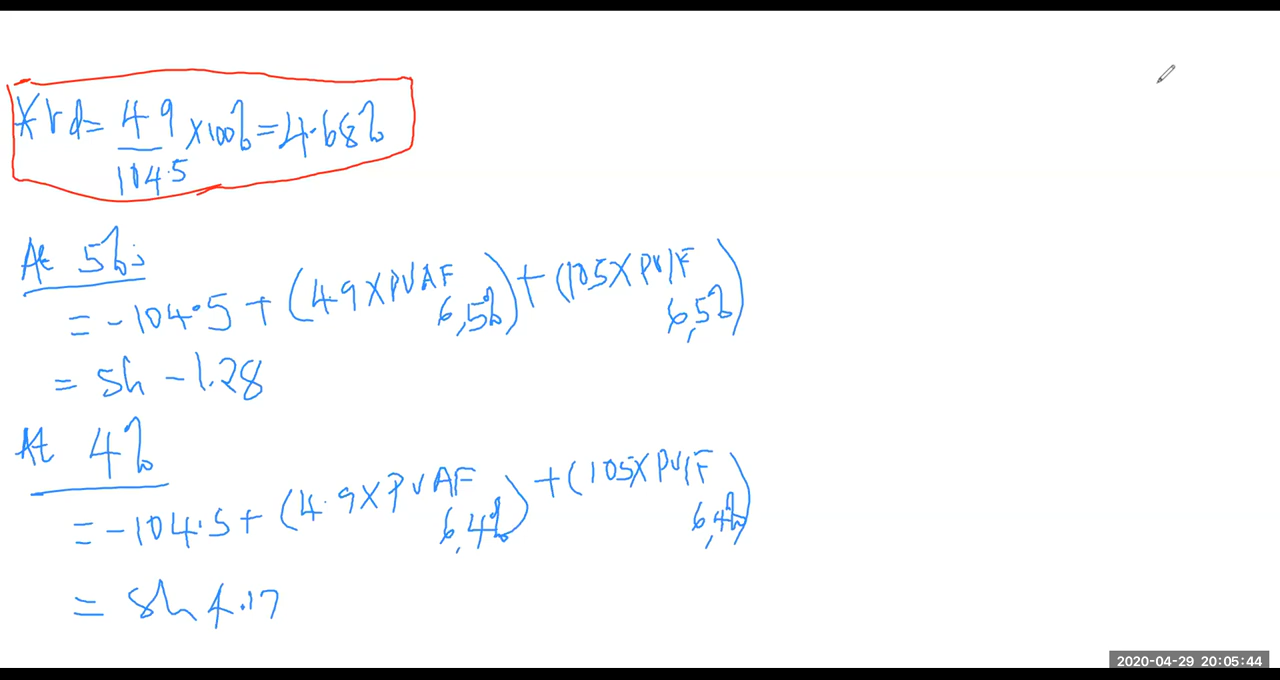 Krd = 4.9/104.5 x 100% = 4.68%
At 5%:
= -104.5 + (4.9 X PVAF 6,5%) + (105 X PVIF 6,5%)
= Sh -1.28
At 4%
= -104.5 + (4.9 X PVAF 6,4%) + (105 X PVIF 6,4%)
= Sh 4.17
2020-04-29 20:05:44